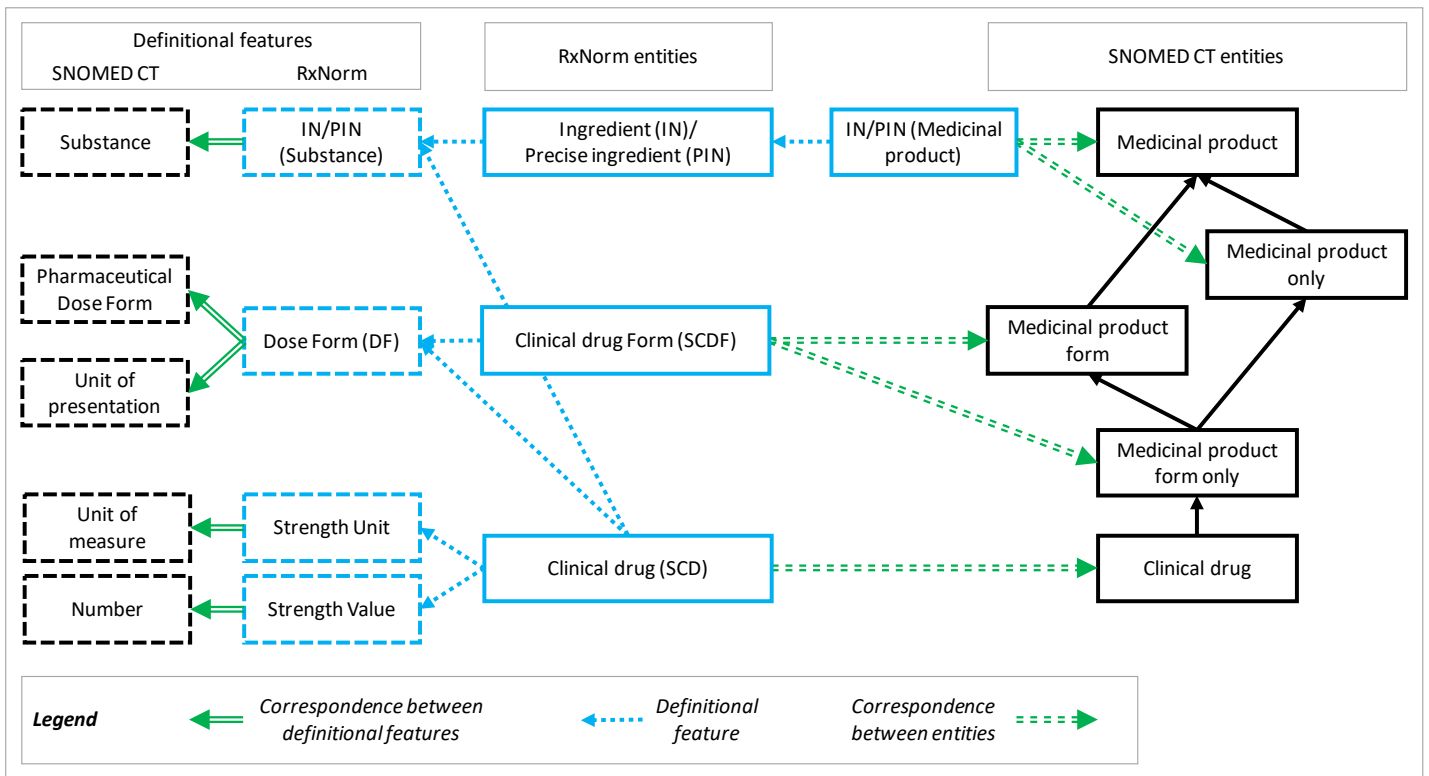 Definitional features
SNOMED CT
RxNorm
RxNorm entities
SNOMED CT entities
Substance
IN/PIN
(Substance)
Ingredient (IN)/
Precise ingredient (PIN)
IN/PIN (Medicinal
product)
Medicinal product
Medicinal product
only
Pharmaceutical
Dose Form
Unit of
presentation
Dose Form (DF)
Clinical drug Form (SCDF)
Medicinal product
form
Medicinal product
form only
Unit of
measure
Strength Unit
Number
Strength Value
Clinical drug (SCD)
Clinical drug
Legend
Correspondence between
definitional features
Definitional
feature
Correspondence
between entities